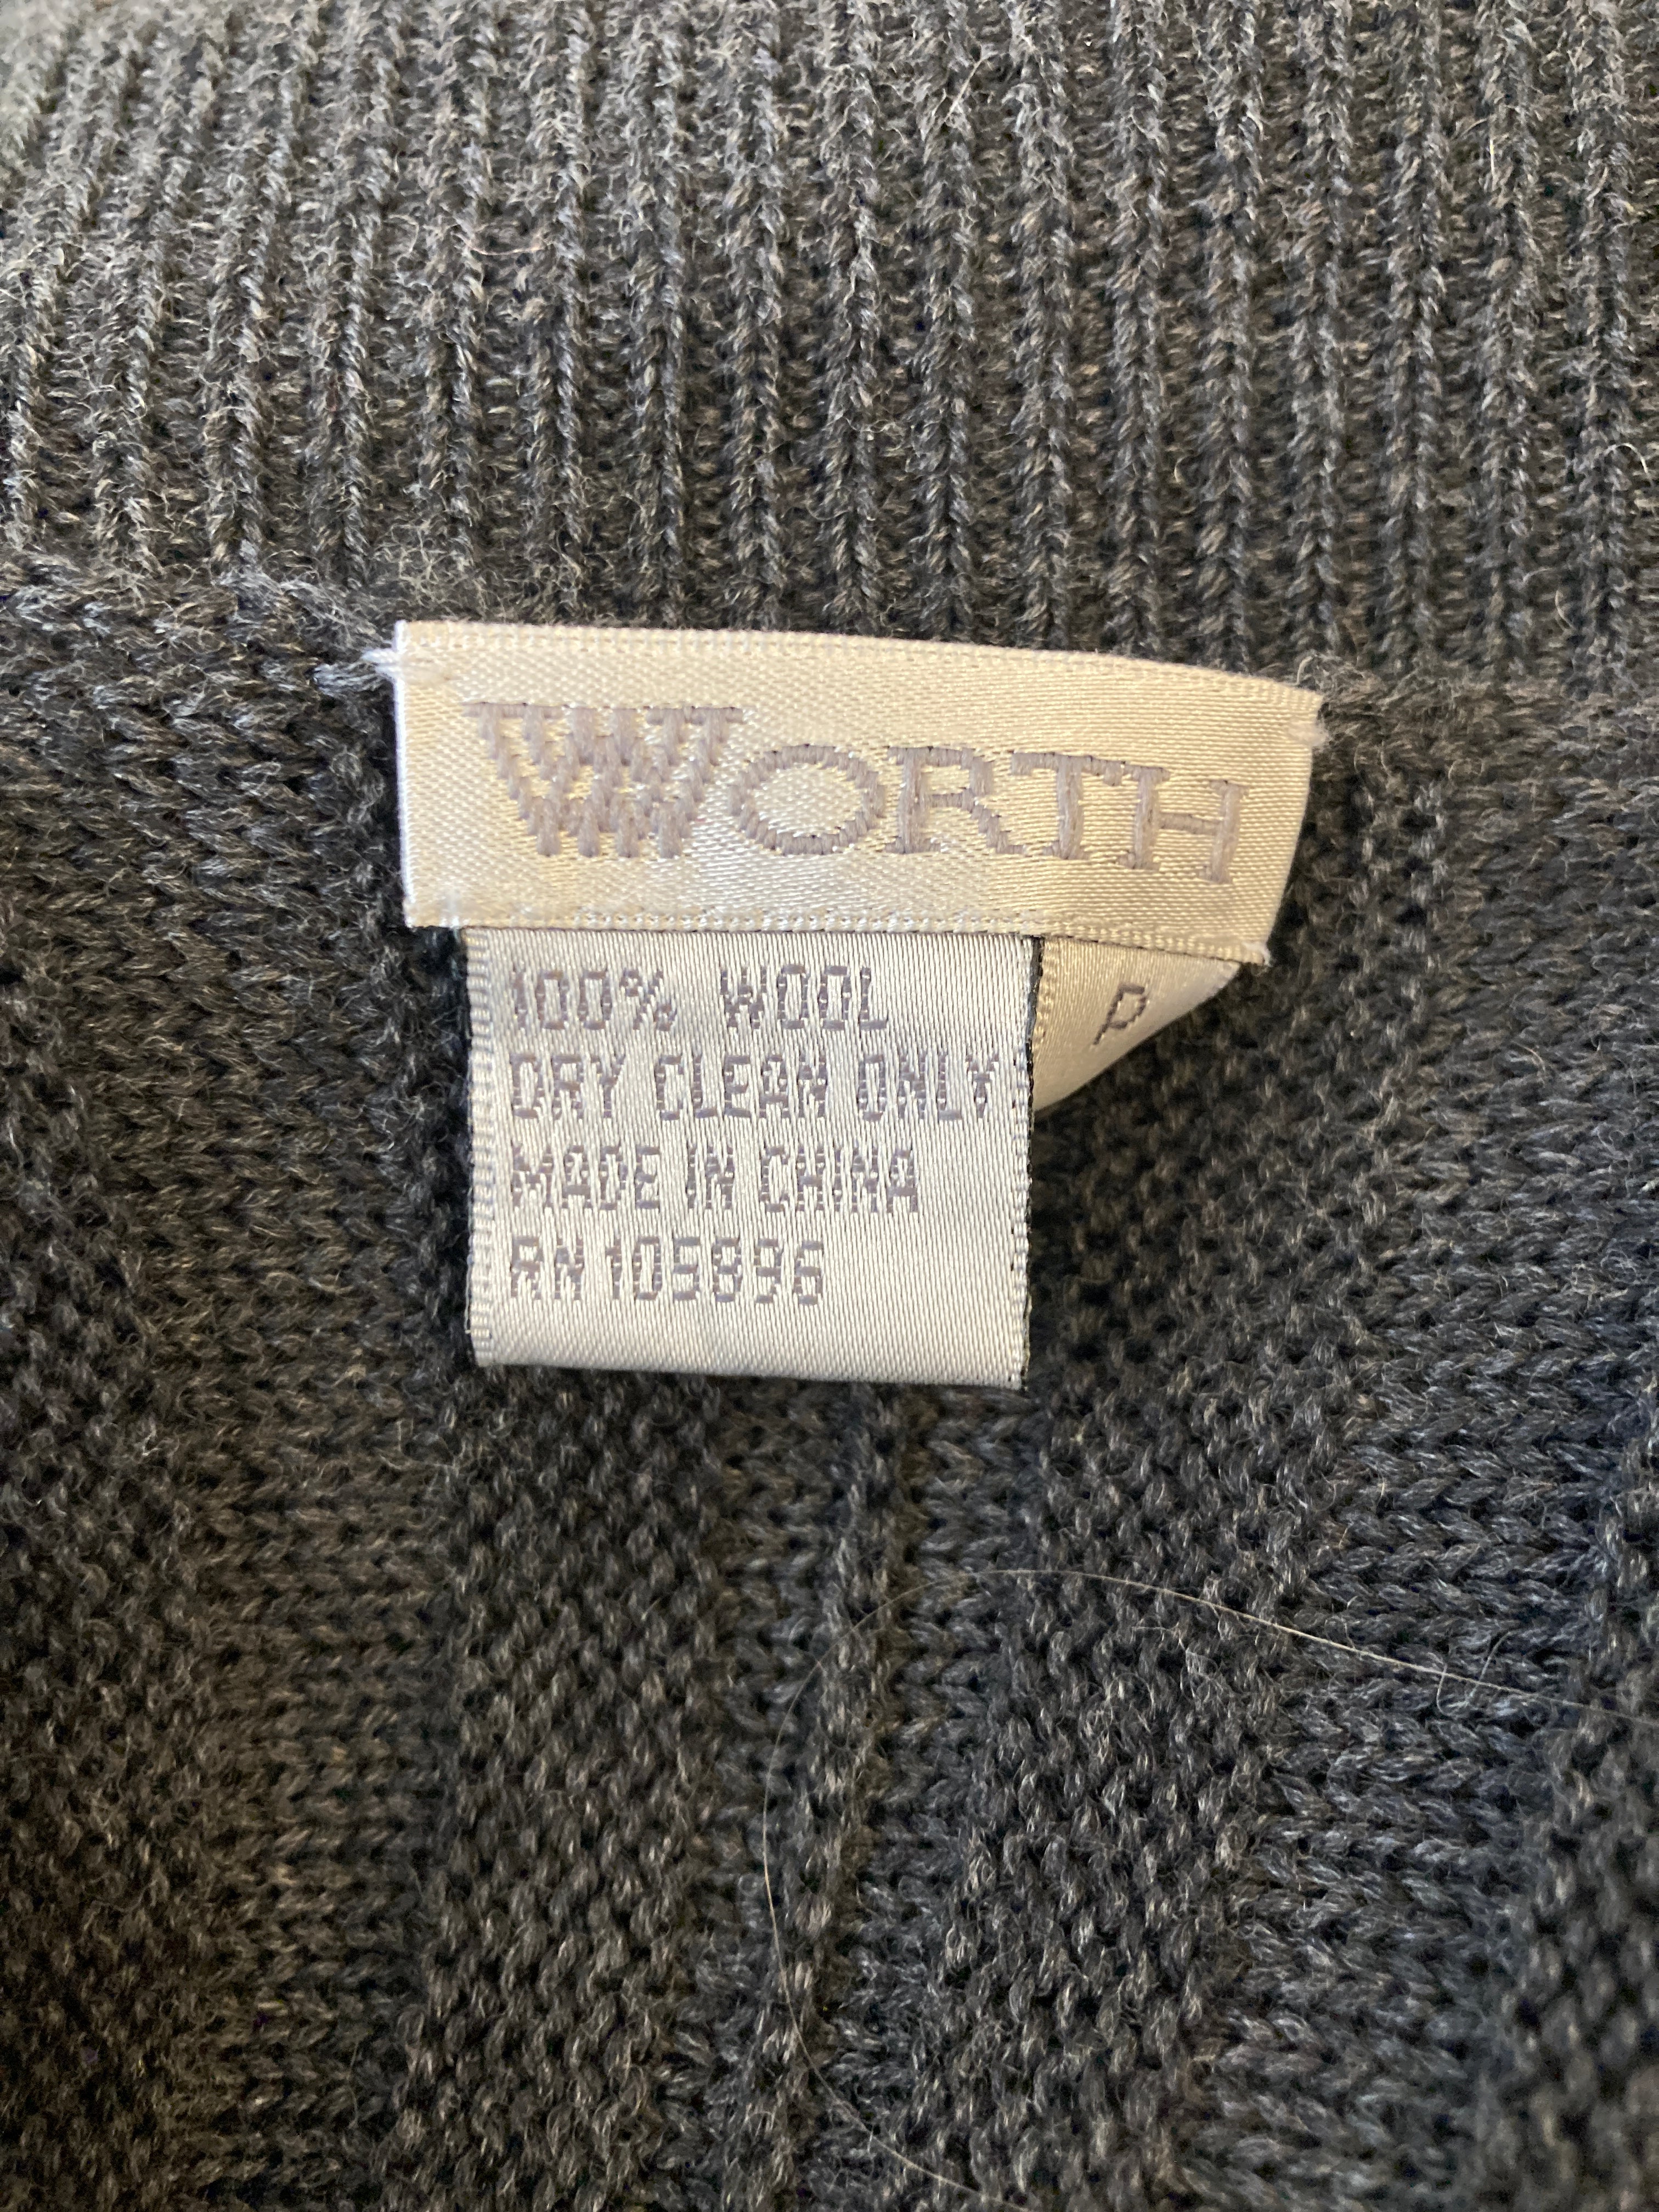 WORTH
P
100% WOOL
DRY CLEAN ONLY
MADE IN CHINA
RN 105896